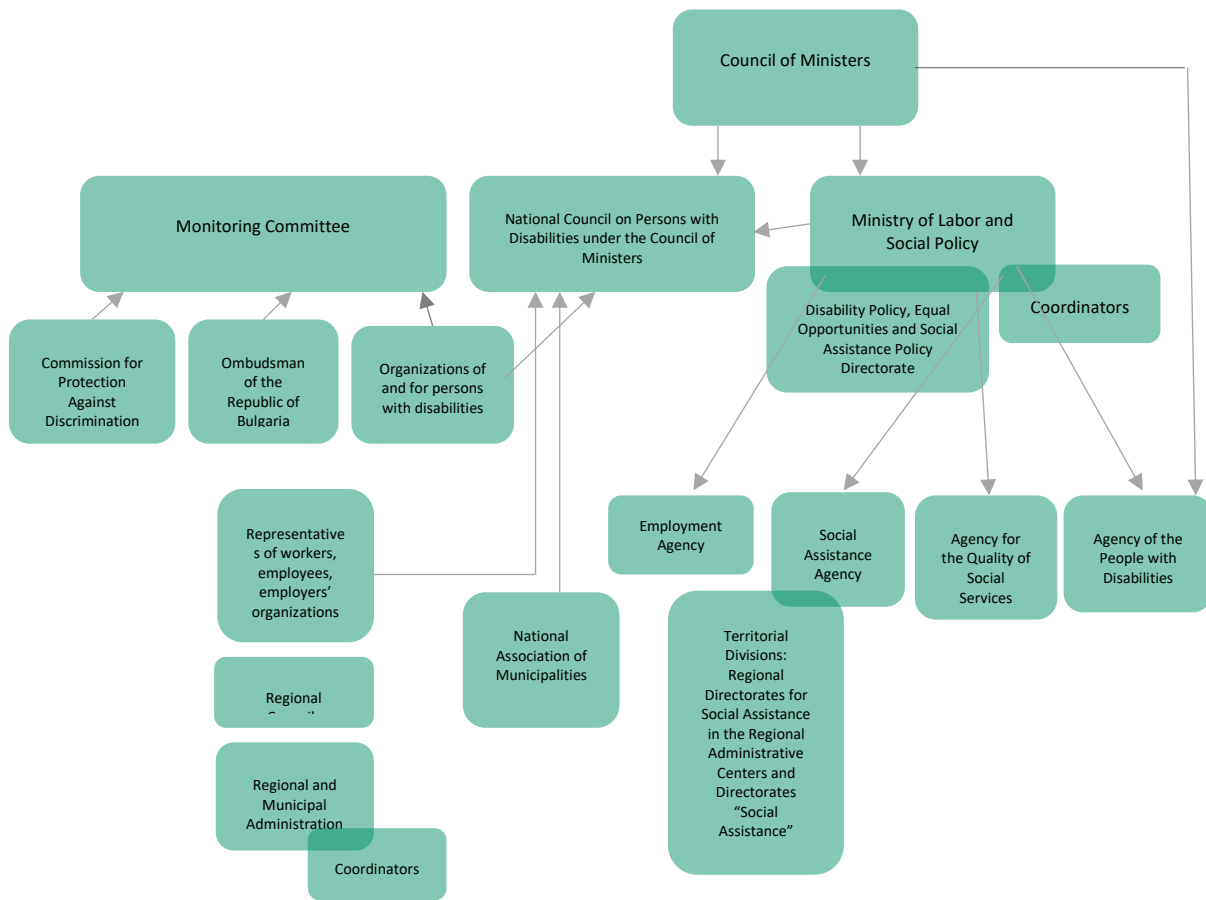 Council of Ministers
Monitoring Committee
National Council on Persons with
Disabilities under the Council of
Ministers
Ministry of Labor and
Social Policy
Disability Policy, Equal
Opportunities and Social
Assistance Policy
Directorate
Coordinators
Commission for
Protection
Against
Discrimination
Ombudsman
of the
Republic of
Bulgaria
Organizations of
and for persons
with disabilities
Representative
s of workers,
employees,
employers’
organizations
National
Association of
Municipalities
Employment
Agency
Social
Assistance
Agency
Agency for
the Quality of
Social
Services
Agency of the
People with
Disabilities
Territorial
Divisions:
Regional
Directorates for
Social Assistance
in the Regional
Administrative
Centers and
Directorates
“Social
Assistance”
Regional
Regional and
Municipal
Administration
Coordinators